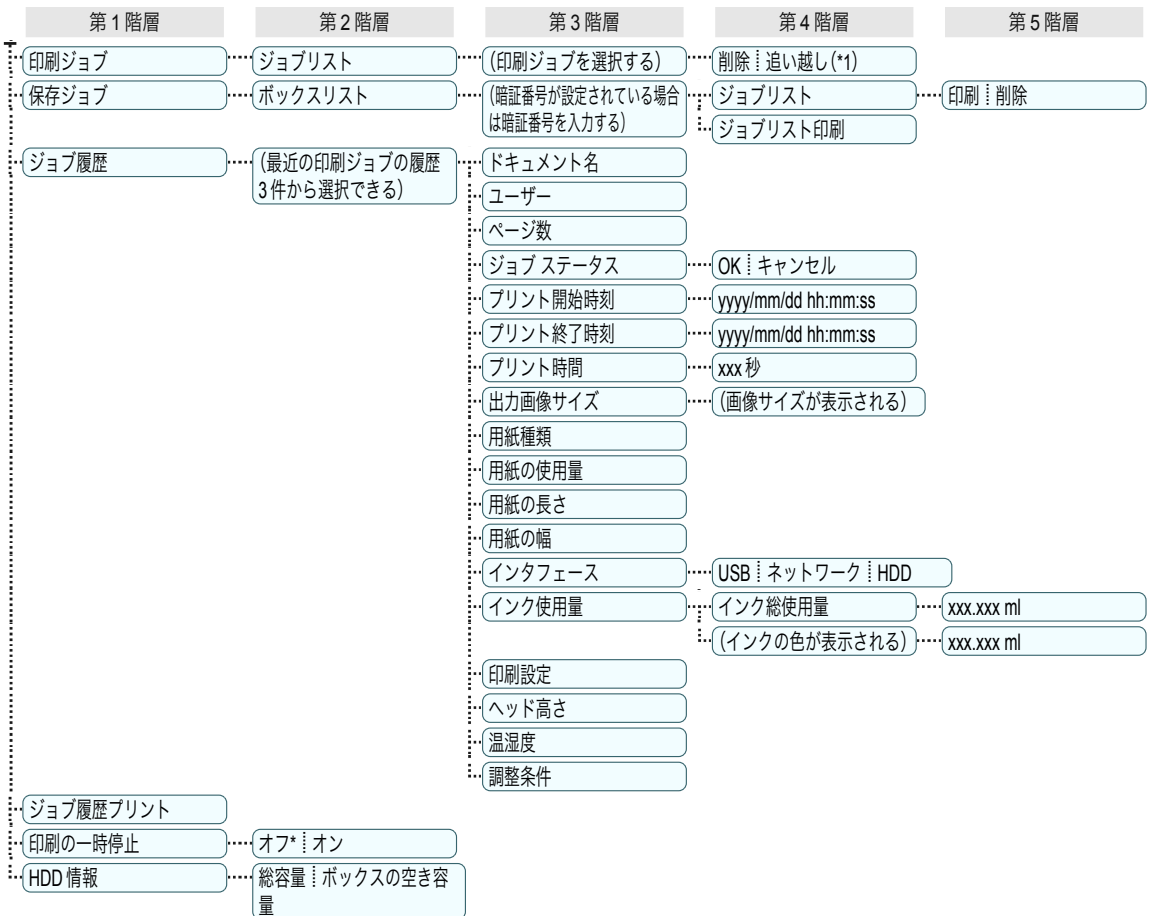 第 1 階層 第 2 階層 第 3 階層 第 4 階層 第 5 階層
印刷ジョブ ジョブリスト (印刷ジョブを選択する) 削除┊追い越し(*1)
保存ジョブ ボックスリスト (暗証番号が設定されている場合 ジョブリスト 印刷┊削除
は暗証番号を入力する) ジョブリスト印刷
ジョブ履歴 (最近の印刷ジョブの履歴 ドキュメント名
3 件から選択できる) ユーザー
ページ数
ジョブ ステータス OK┊キャンセル
プリント開始時刻 yyyy/mm/dd hh:mm:ss
プリント終了時刻 yyyy/mm/dd hh:mm:ss
プリント時間 xxx 秒
出力画像サイズ (画像サイズが表示される)
用紙種類
用紙の使用量
用紙の長さ
用紙の幅
インタフェース USB┊ネットワーク┊HDD
インク使用量 インク総使用量 xxx.xxx ml
(インクの色が表示される) xxx.xxx ml
印刷設定
ヘッド高さ
温湿度
調整条件
ジョブ履歴プリント
印刷の一時停止 オフ*┊オン
HDD 情報 総容量┊ボックスの空き容
量